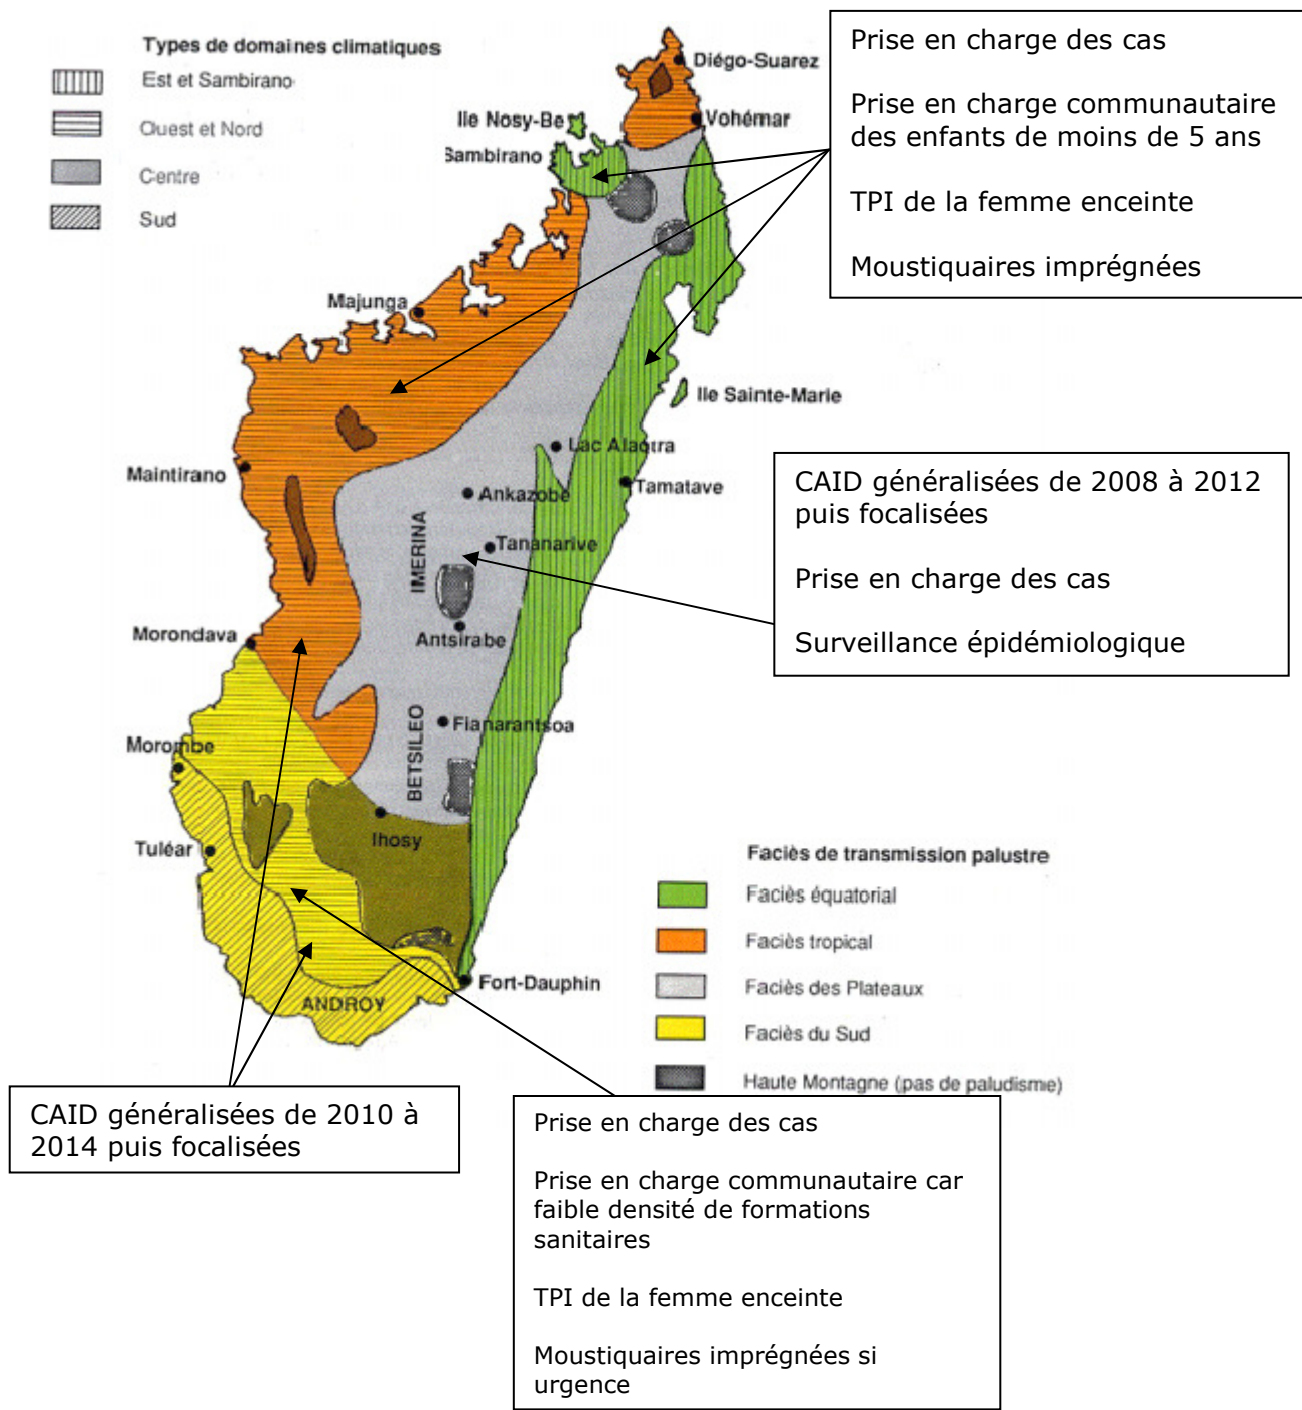 Types de domaines climatiques
Est et Sambirano
Ouest et Nord
Centre
Sud
Diégo-Suarez
Ile Nosy-Be
Vohémar
Sambirano
Majunga
Ile Sainte-Marie
Lac Alaotra
Maintirano
Tamatave
Ankazobe
IMERINA
Tananarive
Antsirabe
Morondava
Fianarantsoa
BETSILEO
Morombe
Ihosy
Tuléar
Fort-Dauphin
ANDROY
Prise en charge des cas
Prise en charge communautaire
des enfants de moins de 5 ans
TPI de la femme enceinte
Moustiquaires imprégnées
CAID généralisées de 2008 à 2012
puis focalisées
Prise en charge des cas
Surveillance épidémiologique
Faciès de transmission palustre
Faciès équatorial
Faciès tropical
Faciès des Plateaux
Faciès du Sud
Haute Montagne (pas de paludisme)
CAID généralisées de 2010 à
2014 puis focalisées
Prise en charge des cas
Prise en charge communautaire car
faible densité de formations
sanitaires
TPI de la femme enceinte
Moustiquaires imprégnées si
urgence